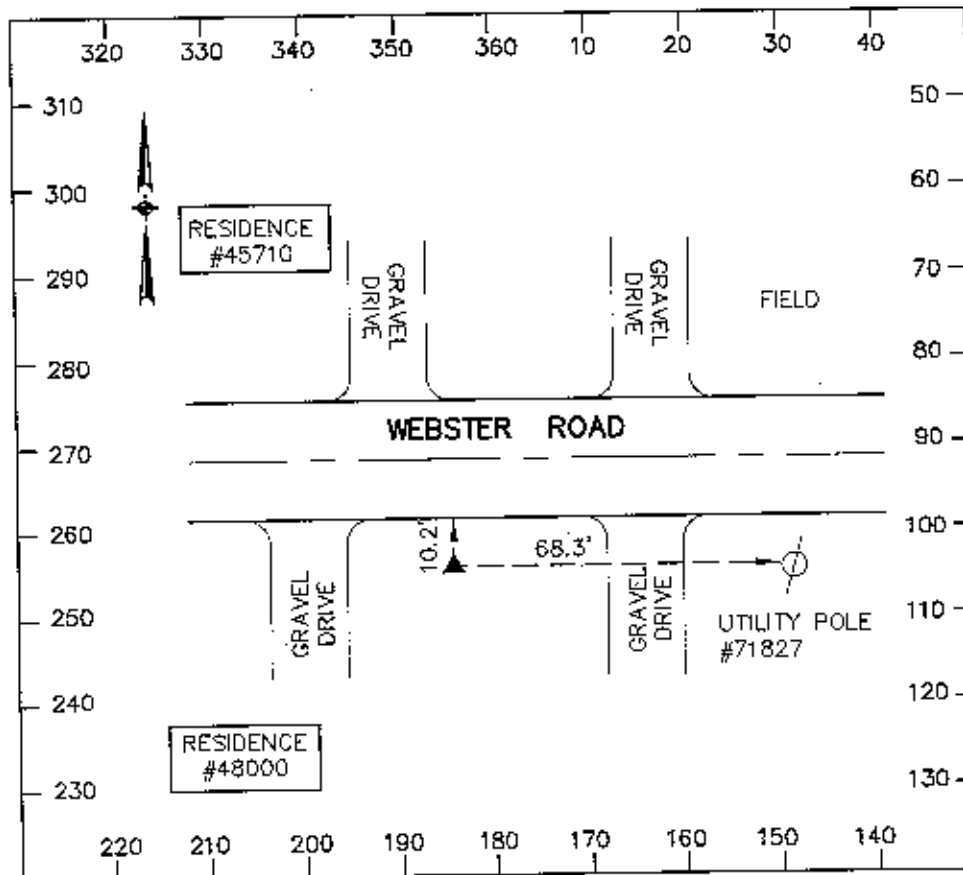 320 330 340 350 360 10 20 30 40
310
300
290
280
270
260
250
240
230
50
60
70
80
90
100
110
120
130
RESIDENCE
#45710
GRAVEL
DRIVE
GRAVEL
DRIVE
FIELD
WEBSTER ROAD
10.2'
68.3'
GRAVEL
DRIVE
GRAVEL
DRIVE
UTILITY POLE
#71827
RESIDENCE
#48000
220 210 200 190 180 170 160 150 140